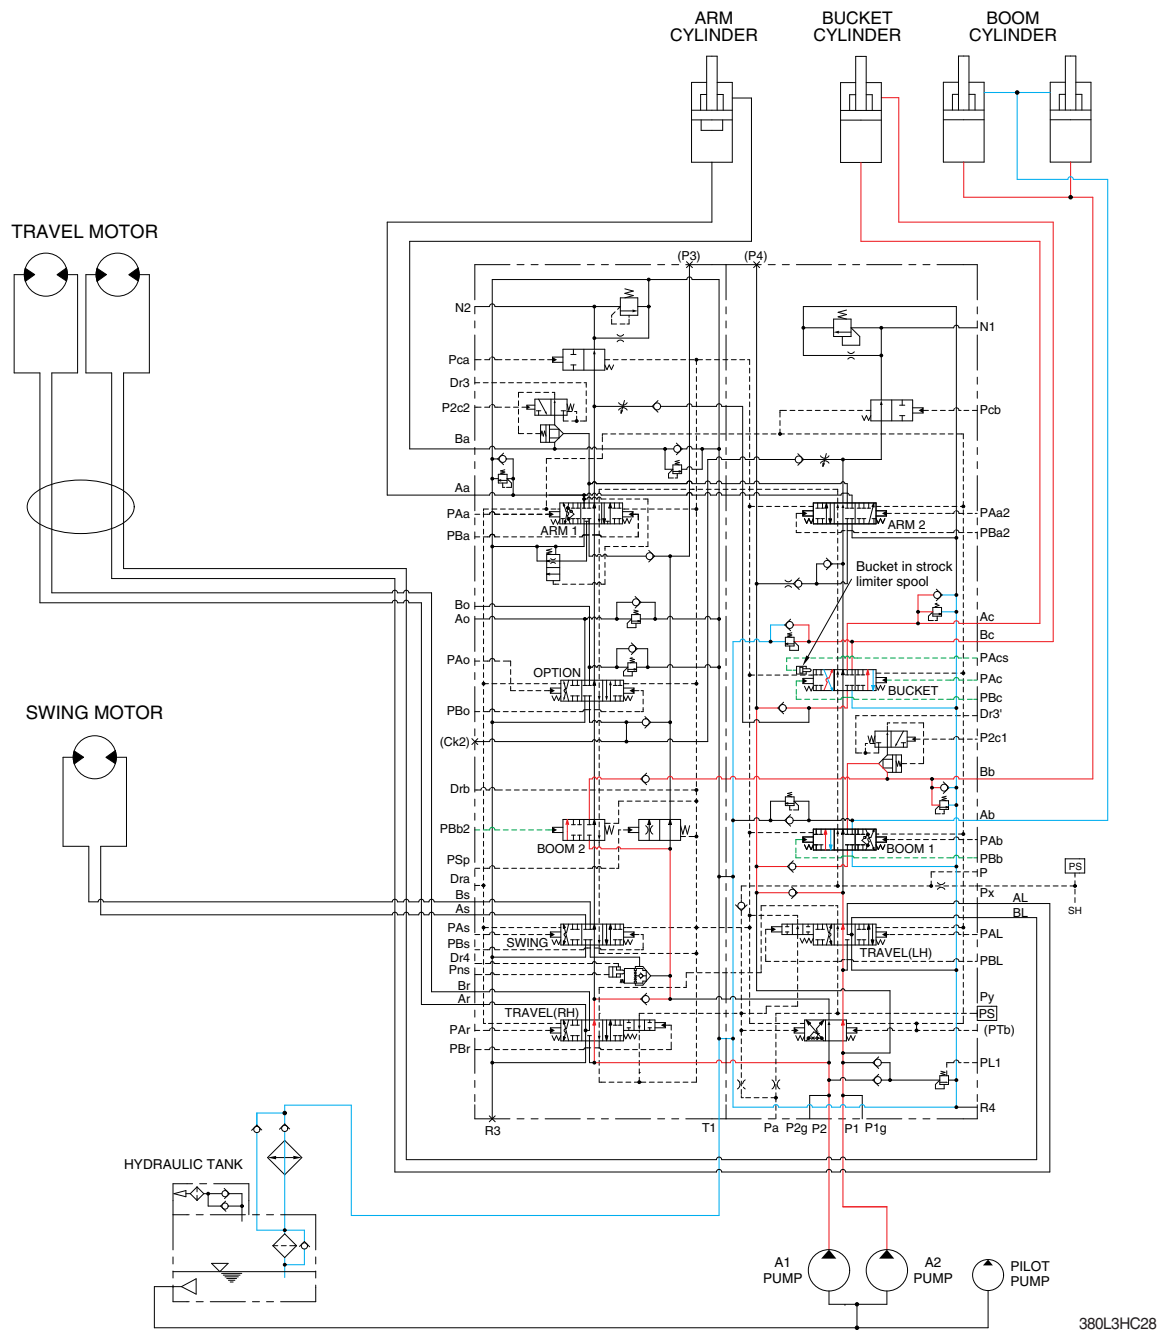 ARM
CYLINDER
BUCKET
CYLINDER
BOOM
CYLINDER
TRAVEL MOTOR
(P3)
(P4)
N2
N1
Pca
Dr3
P2c2
Pcb
Ba
Aa
PAa
ARM 1
PBa
PAa2
ARM 2
PBa2
Bucket in strock
limiter spool
Bo
Ao
Ac
Bc
PAo
OPTION
PBo
(Ck2)
PAcs
PAc
BUCKET
PBc
Dr3'
P2c1
SWING MOTOR
Bb
Drb
Ab
PBb2
BOOM 2
PAb
BOOM 1
PBb
PSp
Dra
P
PS
Px
SH
Bs
As
AL
BL
PAs
SWING
PBs
Dr4
Pns
PAL
TRAVEL(LH)
PBL
Br
Ar
TRAVEL(RH)
PAr
PBr
Py
PS
(PTb)
PL1
R3
T1
Pa
P2g
P2
P1
P1g
R4
HYDRAULIC TANK
A1
PUMP
A2
PUMP
PILOT
PUMP
380L3HC28